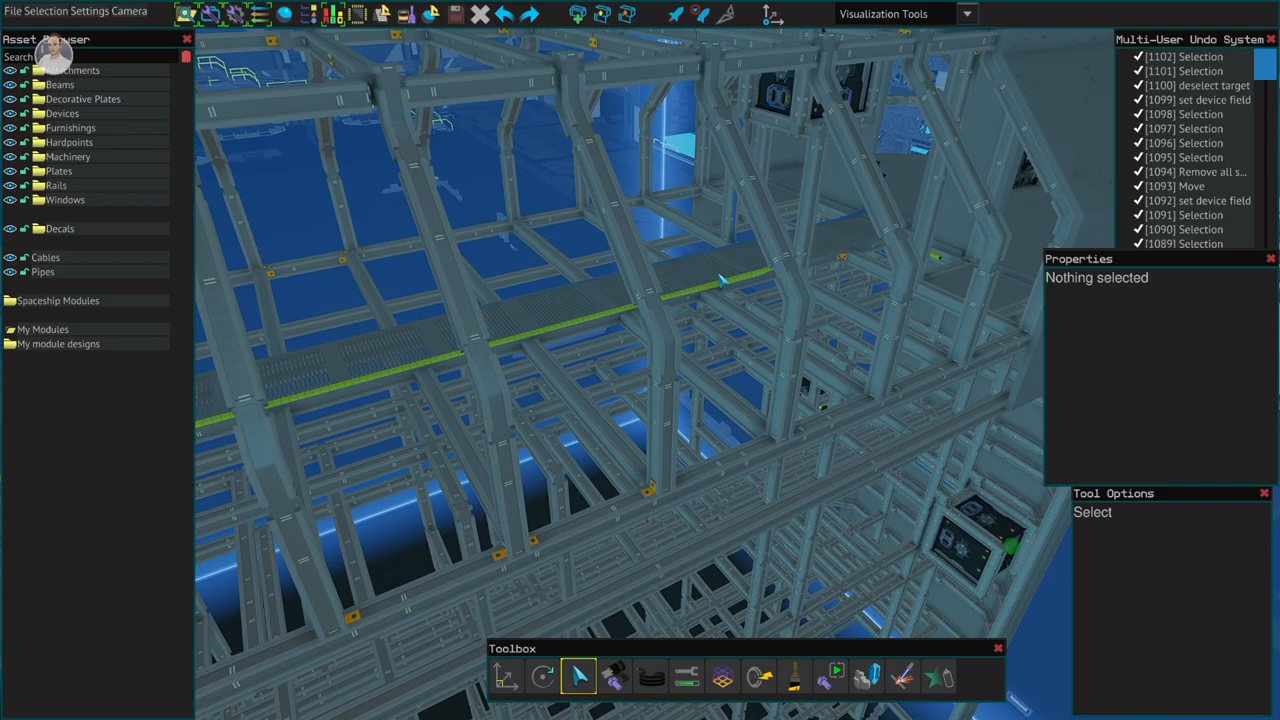 File Selection Settings Camera
Visualization Tools
Search
Beams
Decorative Plates
Devices
Furnishings
Hardpoints
Machinery
Plates
Rails
Windows
Decals
Cables
Pipes
Spaceship Modules
My Modules
My module designs
Multi-User Undo System
[1102] Selection
[1101] Selection
[1100] deselect target
[1099] set device field
[1098] Selection
[1097] Selection
[1096] Selection
[1095] Selection
[1094] Remove all s...
[1093] Move
[1092] set device field
[1091] Selection
[1090] Selection
[1089] Selection
Properties
Nothing selected
Tool Options
Select
Toolbox